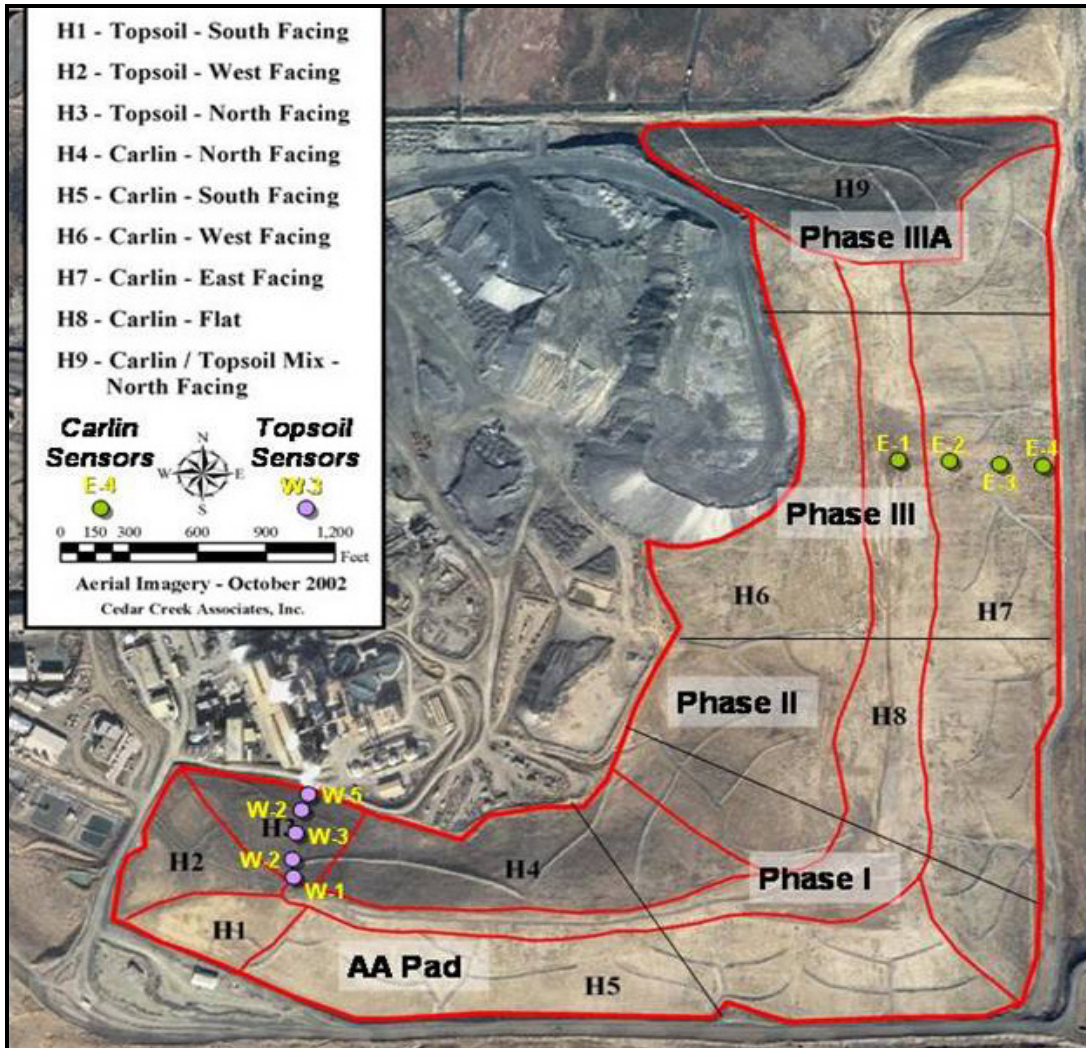 H1 - Topsoil - South Facing
H2 - Topsoil - West Facing
H3 - Topsoil - North Facing
H4 - Carlin - North Facing
H5 - Carlin - South Facing
H6 - Carlin - West Facing
H7 - Carlin - East Facing
H8 - Carlin - Flat
H9 - Carlin / Topsoil Mix -
North Facing
Carlin Topsoil
Sensors N Sensors
E-4 W E W-3
S
0 150 300 600 900 1,200
Feet
Aerial Imagery - October 2002
Cedar Creek Associates, Inc.
H9
Phase IIIA
E-1 E-2 E-3 E-4
Phase III
H6
H7
Phase II
H8
W-5
W-2
H3
W-3
W-2
H2
H4
W-1
Phase I
H1
AA Pad
H5